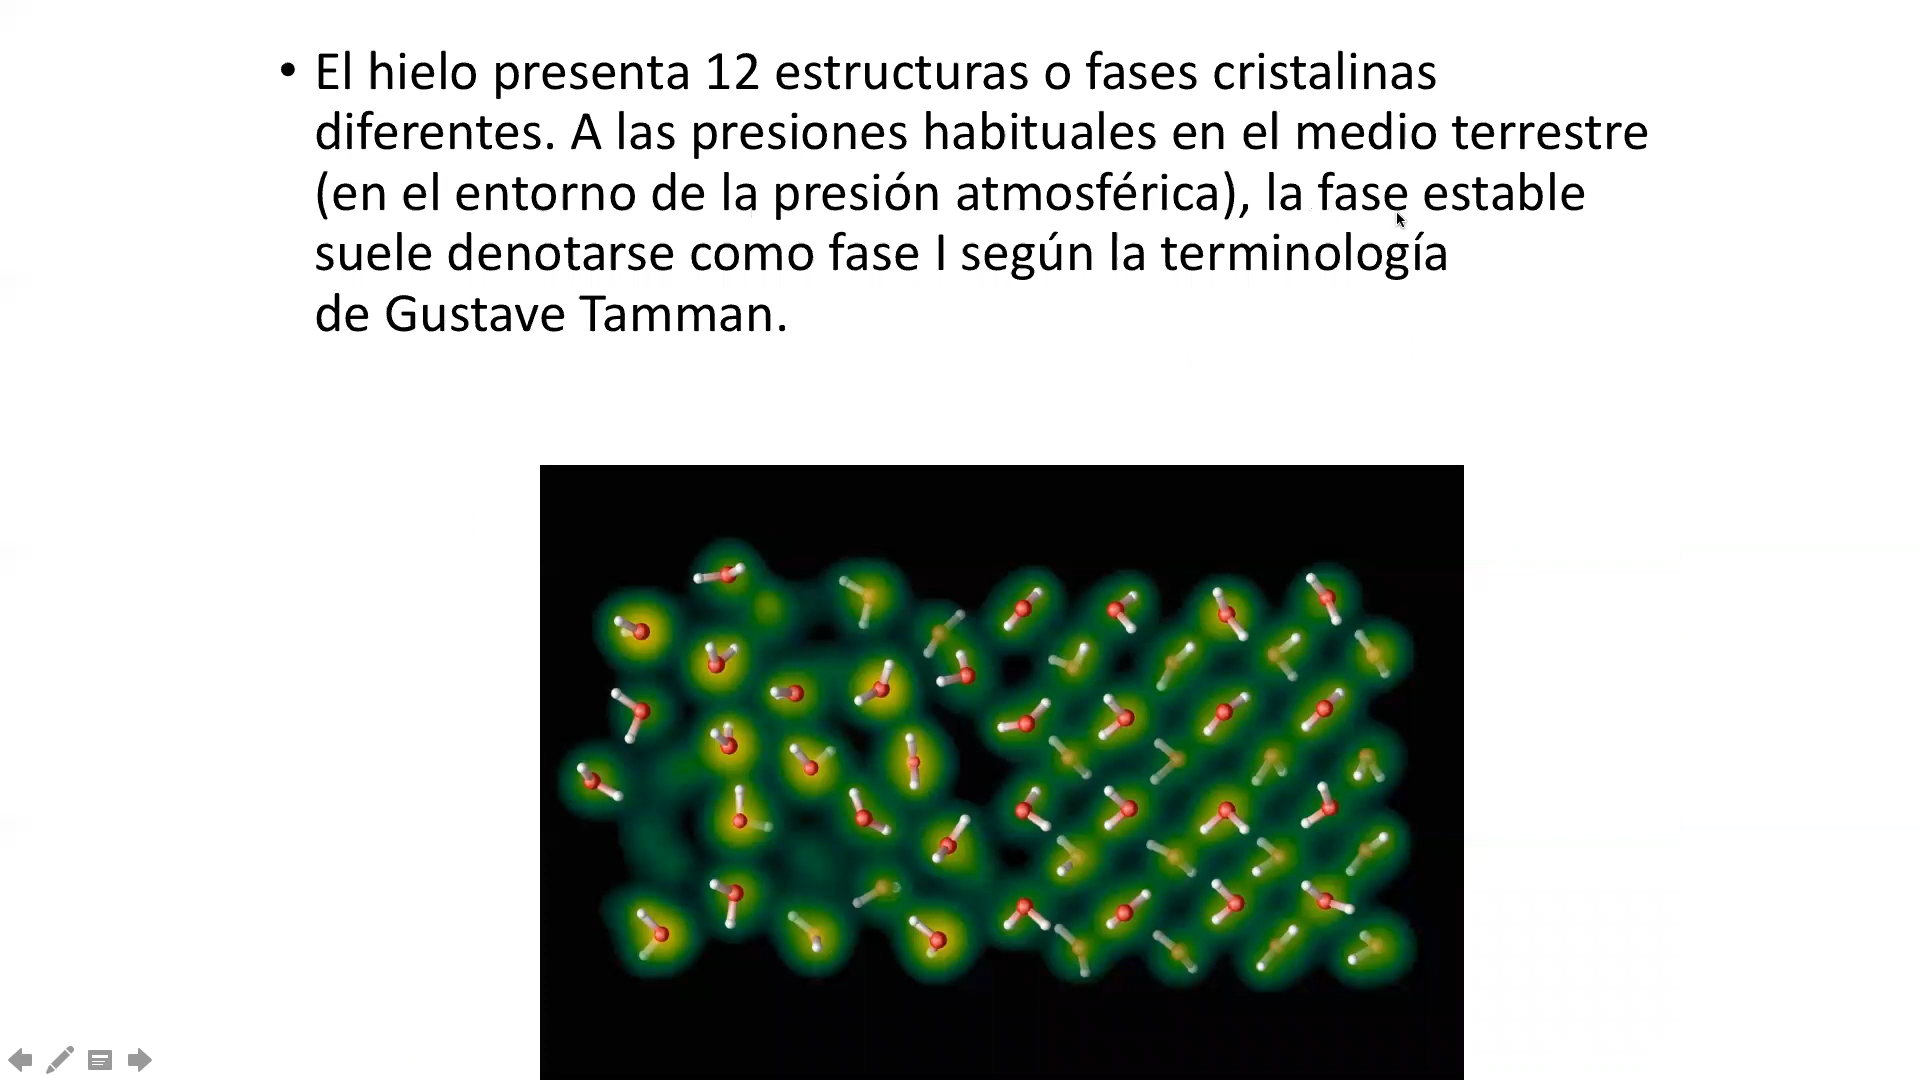 • El hielo presenta 12 estructuras o fases cristalinas
diferentes. A las presiones habituales en el medio terrestre
(en el entorno de la presión atmosférica), la fase estable
suele denotarse como fase I según la terminología
de Gustave Tamman.